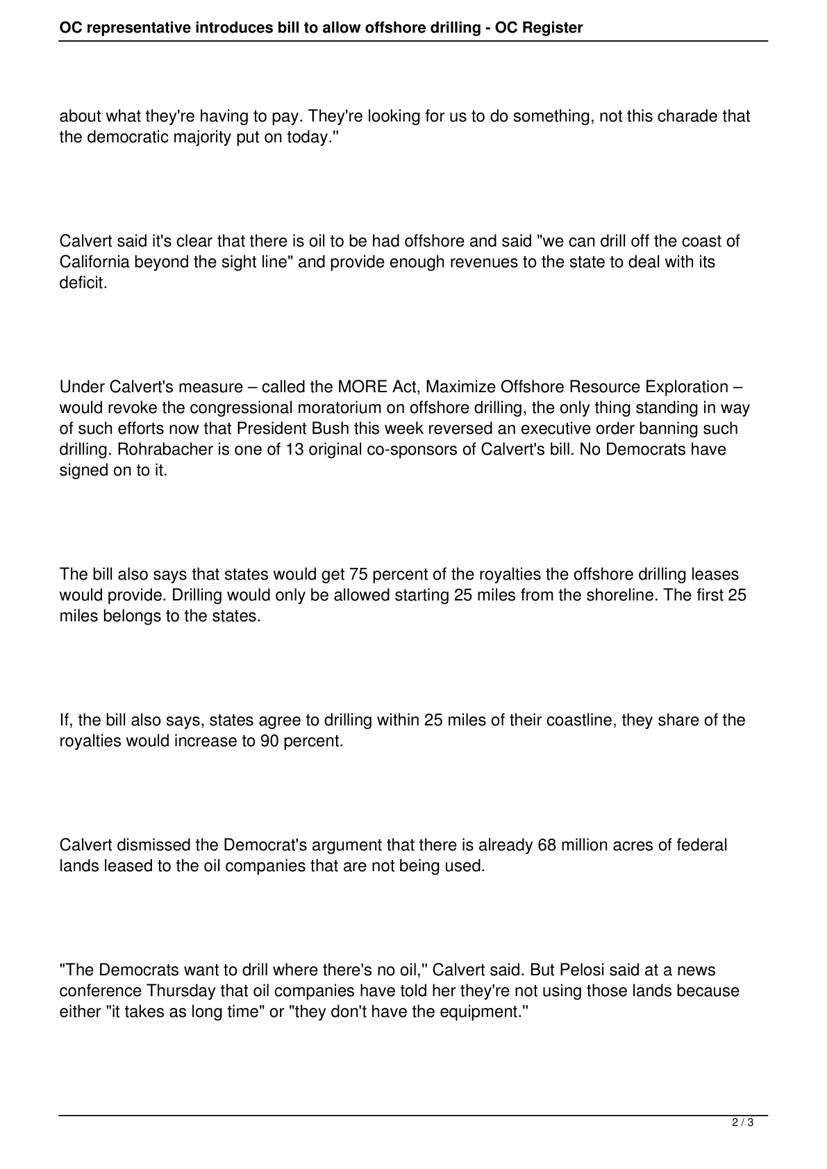 OC representative introduces bill to allow offshore drilling - OC Register
about what they're having to pay. They're looking for us to do something, not this charade that
the democratic majority put on today."
Calvert said it's clear that there is oil to be had offshore and said "we can drill off the coast of
California beyond the sight line" and provide enough revenues to the state to deal with its
deficit.
Under Calvert's measure – called the MORE Act, Maximize Offshore Resource Exploration –
would revoke the congressional moratorium on offshore drilling, the only thing standing in way
of such efforts now that President Bush this week reversed an executive order banning such
drilling. Rohrabacher is one of 13 original co-sponsors of Calvert's bill. No Democrats have
signed on to it.
The bill also says that states would get 75 percent of the royalties the offshore drilling leases
would provide. Drilling would only be allowed starting 25 miles from the shoreline. The first 25
miles belongs to the states.
If, the bill also says, states agree to drilling within 25 miles of their coastline, they share of the
royalties would increase to 90 percent.
Calvert dismissed the Democrat's argument that there is already 68 million acres of federal
lands leased to the oil companies that are not being used.
"The Democrats want to drill where there's no oil," Calvert said. But Pelosi said at a news
conference Thursday that oil companies have told her they're not using those lands because
either "it takes as long time" or "they don't have the equipment."
2 / 3